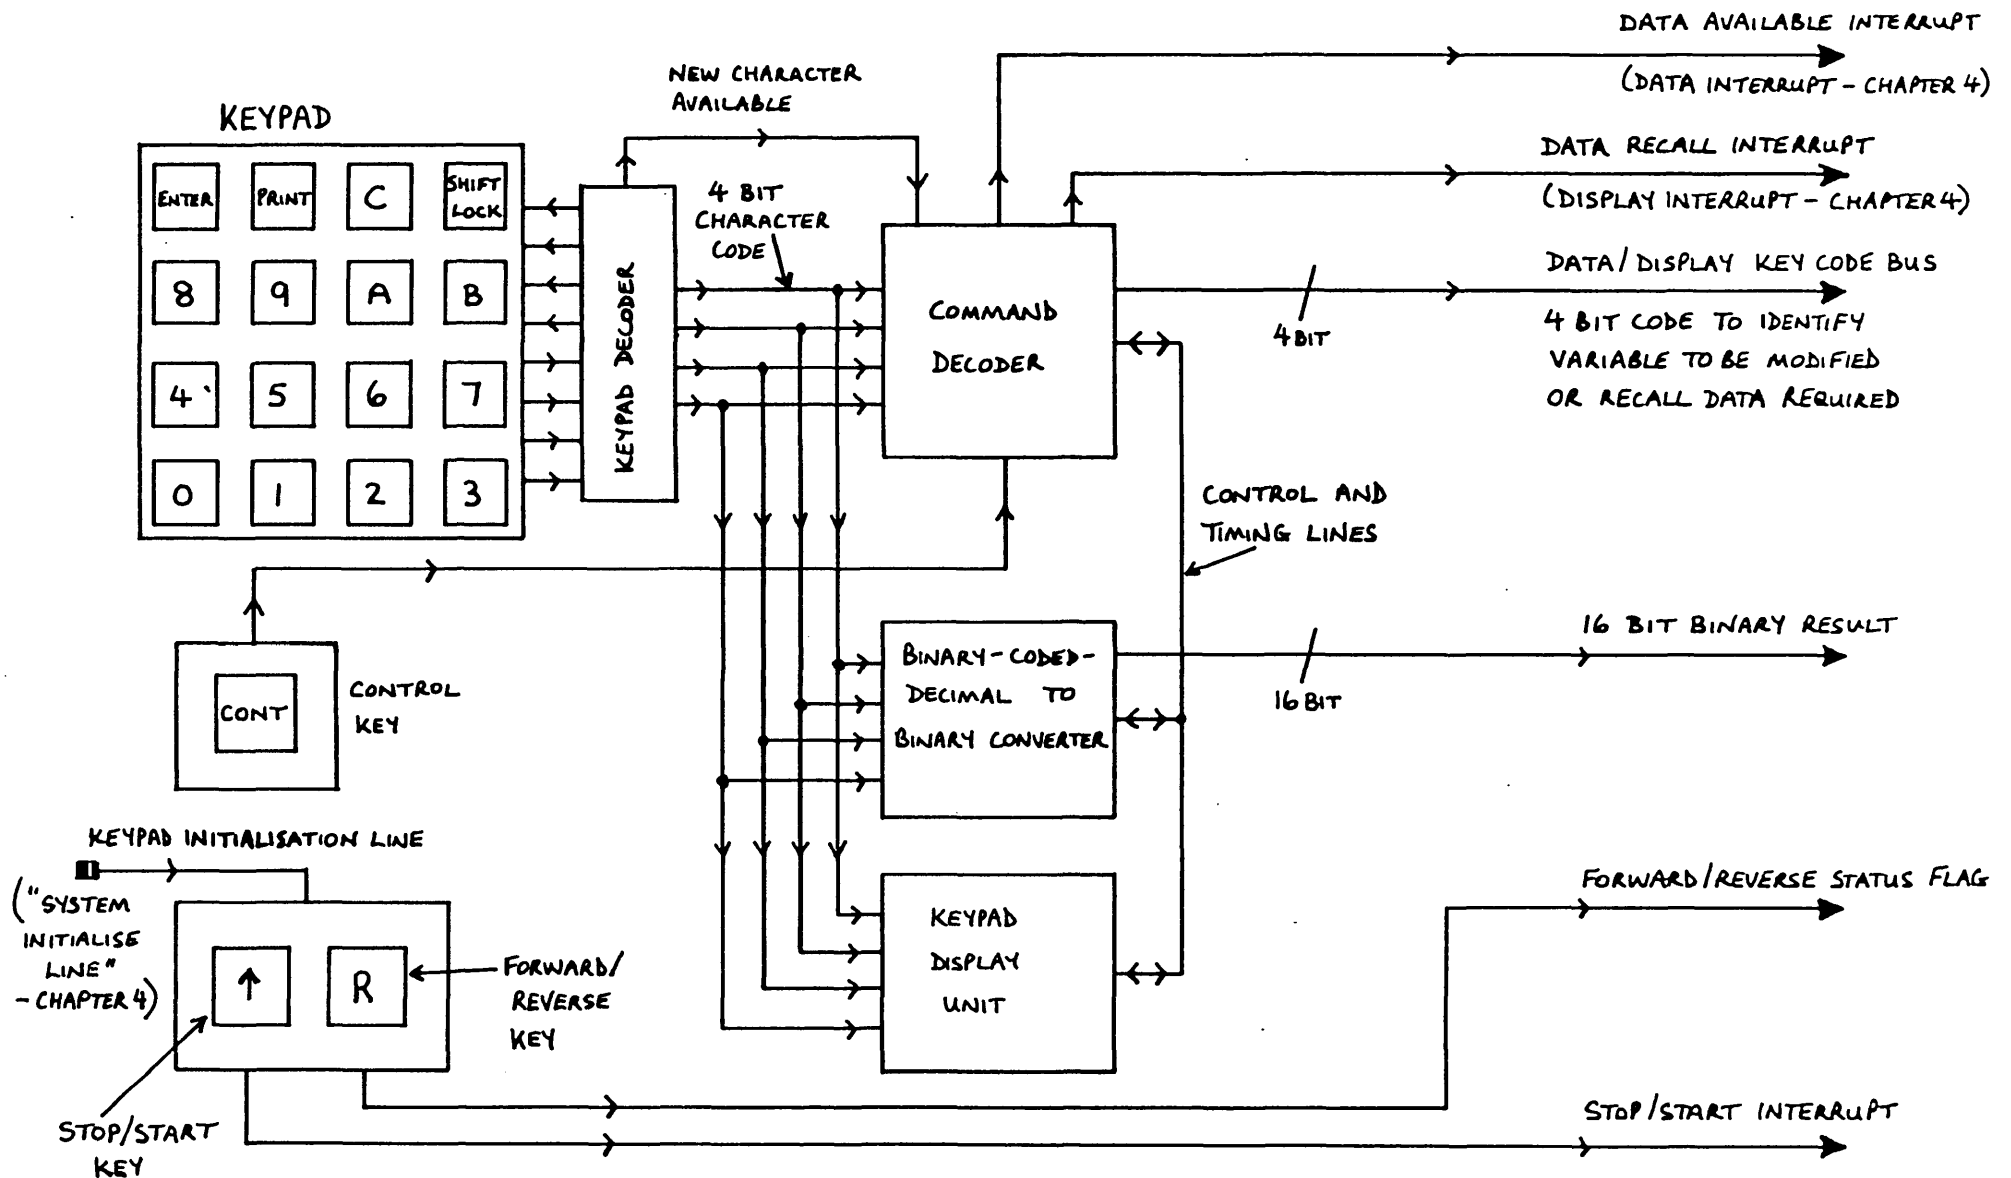 DATA AVAILABLE INTERRUPT
(DATA INTERRUPT - CHAPTER 4)
NEW CHARACTER
AVAILABLE
KEYPAD
DATA RECALL INTERRUPT
(DISPLAY INTERRUPT - CHAPTER 4)
ENTER PRINT C SHIFT
LOCK
8 9 A B
4 5 6 7
0 1 2 3
KEYPAD DECODER
4 BIT
CHARACTER
CODE
COMMAND
DECODER
DATA/DISPLAY KEY CODE BUS
4 BIT
4 BIT CODE TO IDENTIFY
VARIABLE TO BE MODIFIED
OR RECALL DATA REQUIRED
CONTROL AND
TIMING LINES
CONT
CONTROL
KEY
BINARY-CODED-
DECIMAL TO
BINARY CONVERTER
16 BIT BINARY RESULT
16 BIT
KEYPAD INITIALISATION LINE
("SYSTEM
INITIALISE
LINE"
- CHAPTER 4)
↑ R
FORWARD/
REVERSE
KEY
STOP/START
KEY
KEYPAD
DISPLAY
UNIT
FORWARD/REVERSE STATUS FLAG
STOP/START INTERRUPT